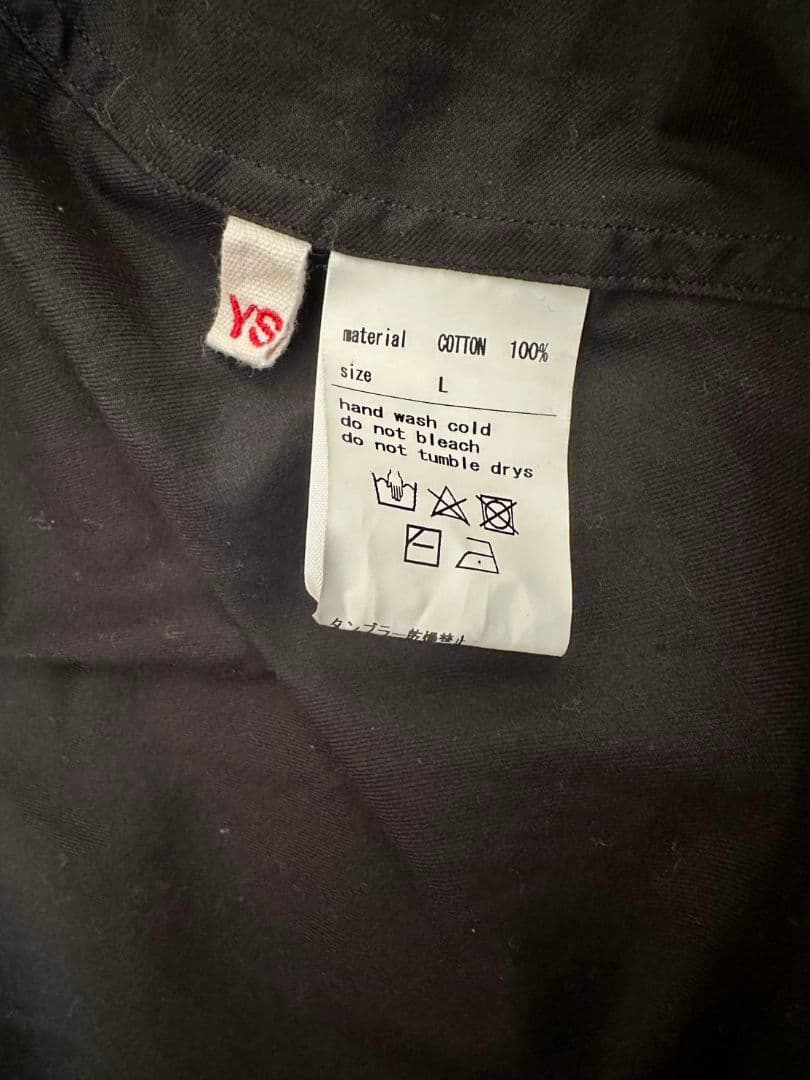 YS
material COTTON 100%
size L
hand wash cold
do not bleach
do not tumble drys
タンブラー乾燥禁止